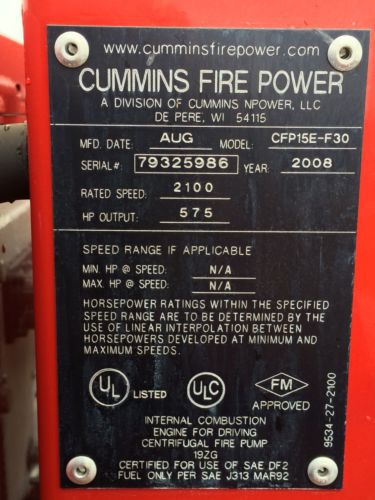 www.cumminsfirepower.com
CUMMINS FIRE POWER
A DIVISION OF CUMMINS NPOWER, LLC
DE PERE, WI 54115
MFD. DATE: AUG MODEL: CFP15E-F30
SERIAL#: 79325986 YEAR: 2008
RATED SPEED: 2100
HP OUTPUT: 575
SPEED RANGE IF APPLICABLE
MIN. HP @ SPEED: N/A
MAX. HP @ SPEED: N/A
HORSEPOWER RATINGS WITHIN THE SPECIFIED
SPEED RANGE ARE TO BE DETERMINED BY THE
USE OF LINEAR INTERPOLATION BETWEEN
HORSEPOWERS DEVELOPED AT MINIMUM AND
MAXIMUM SPEEDS.
UL LISTED ULC FM
APPROVED
INTERNAL COMBUSTION
ENGINE FOR DRIVING
CENTRIFUGAL FIRE PUMP
19ZG
CERTIFIED FOR USE OF SAE DF2
FUEL ONLY PER SAE J313 MAR92
9534-27-2100